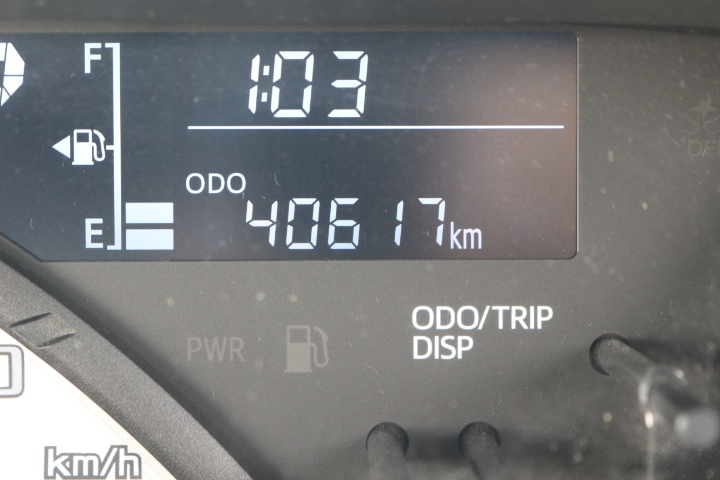 F
1:03
ODO
E
40617km
ODO/TRIP
DISP
PWR
km/h